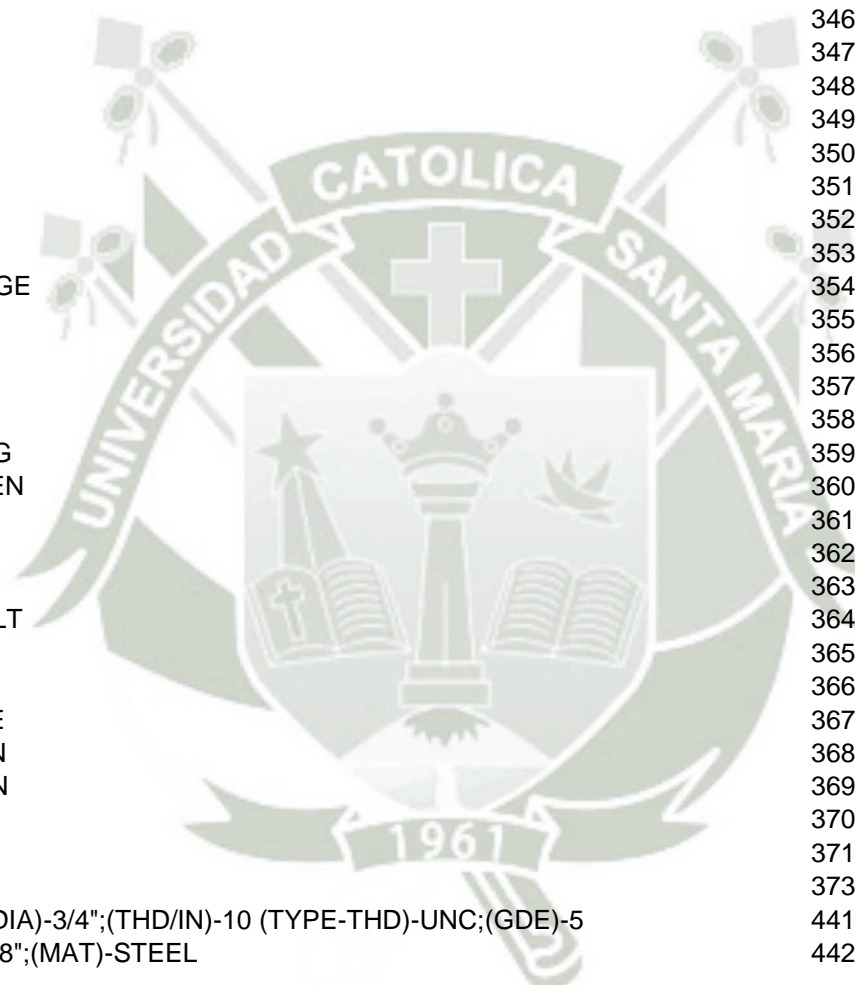 346
347
348
349
350
351
352
353
GE 354
355
356
357
358
G 359
EN 360
361
362
363
LT 364
365
366
E 367
N 368
N 369
370
371
373
DIA)-3/4";(THD/IN)-10 (TYPE-THD)-UNC;(GDE)-5 441
8";(MAT)-STEEL 442
UNIVERSIDAD CATOLICA SANTA MARIA
1961